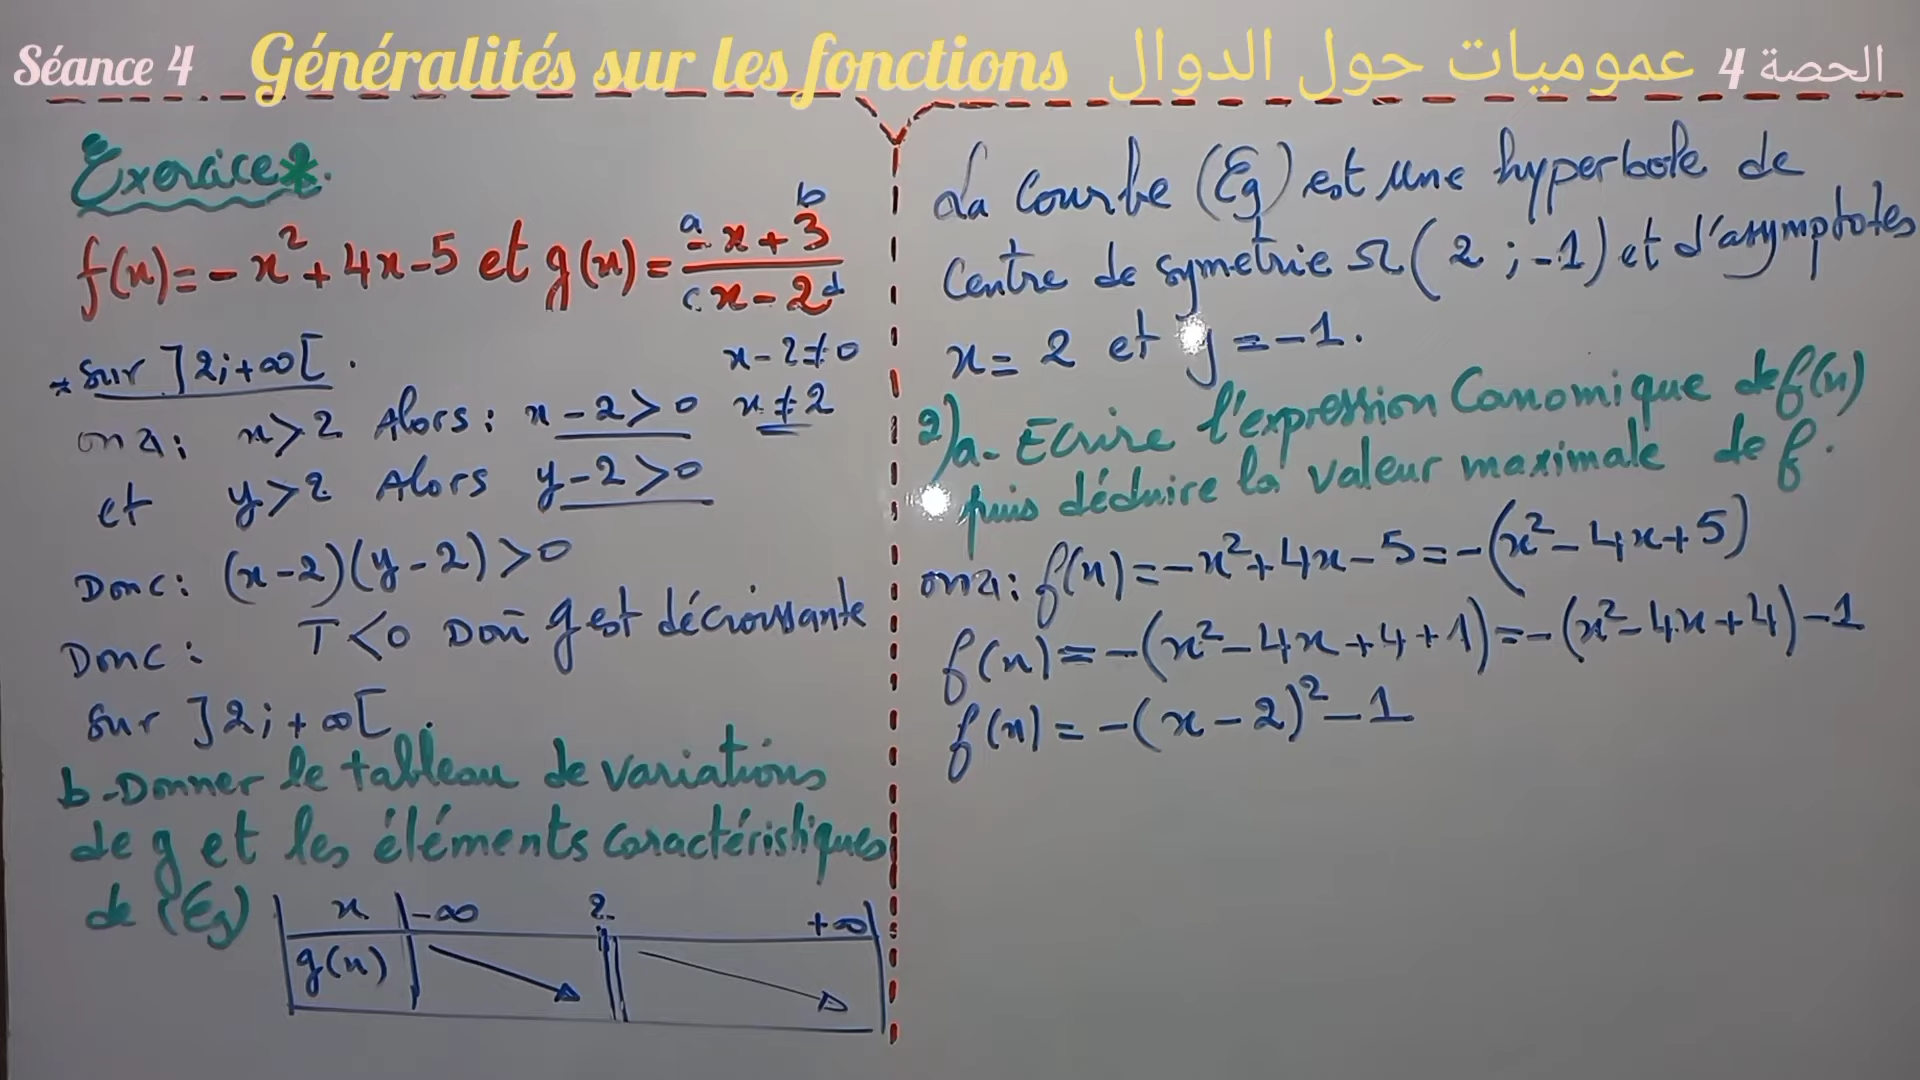 Séance 4 Généralités sur les fonctions عموميات حول الدوال الحصة 4
Exercice*.
f(x)=-x²+4x-5 et g(x)=(-x+3)/(x-2)
a b
c d
* sur ]2;+∞[ .
x-2≠0
ona: x>2 Alors: x-2>0 x≠2
et y>2 Alors y-2>0
Donc: (x-2)(y-2)>0
Donc: T<0 Doù g est décroissante
sur ]2;+∞[
b-Donner le tableau de variations
de g et les éléments caractéristiques
de (Cg)
x -∞ 2 +∞
g(x)
La Courbe (Cg) est une hyperbole de
Centre de symetrie Ω(2;-1) et d'asymptotes
x=2 et y=-1.
2)a- Ecrire l'expression Canonique de f(x)
puis déduire la valeur maximale de f.
ona: f(x)=-x²+4x-5=-(x²-4x+5)
f(x)=-(x²-4x+4+1)=-(x²-4x+4)-1
f(x)=-(x-2)²-1